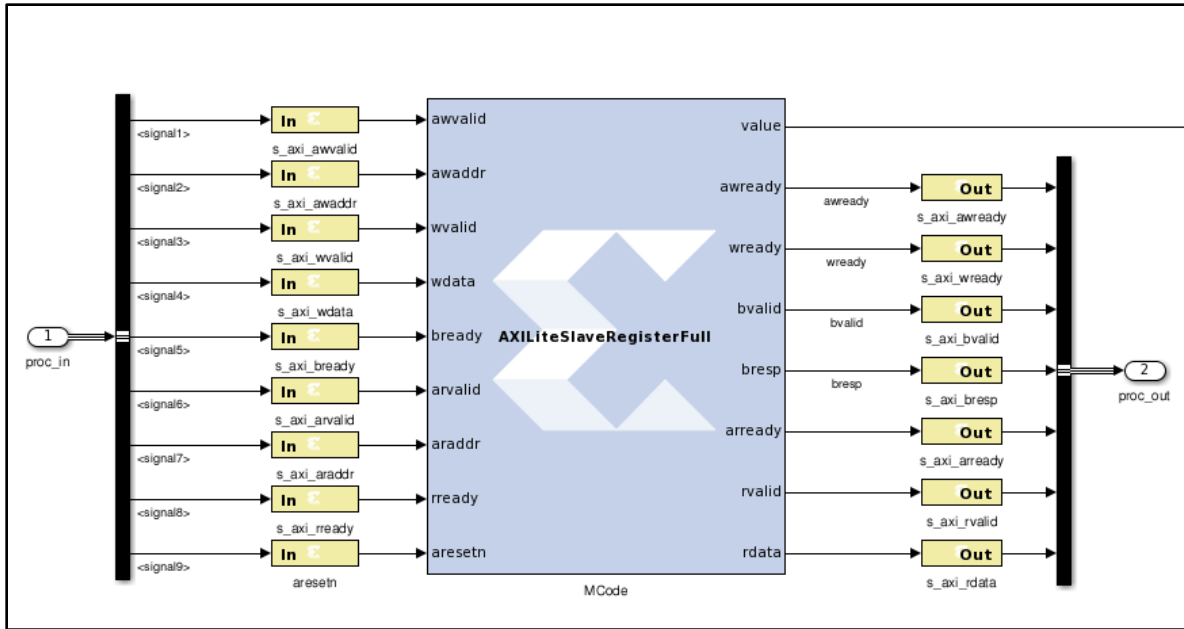 In
awvalid
<signal1>
s_axi_awvalid
In
awaddr
<signal2>
s_axi_awaddr
In
wvalid
<signal3>
s_axi_wvalid
In
wdata
<signal4>
s_axi_wdata
1
proc_in
In
bready
<signal5>
s_axi_bready
In
arvalid
<signal6>
s_axi_arvalid
In
araddr
<signal7>
s_axi_araddr
In
rready
<signal8>
s_axi_rready
In
aresetn
<signal9>
aresetn
AXILiteSlaveRegisterFull
MCode
value
awready
awready
Out
s_axi_awready
wready
wready
Out
s_axi_wready
bvalid
bvalid
Out
s_axi_bvalid
bresp
bresp
Out
s_axi_bresp
arready
Out
s_axi_arready
rvalid
Out
s_axi_rvalid
rdata
Out
s_axi_rdata
2
proc_out